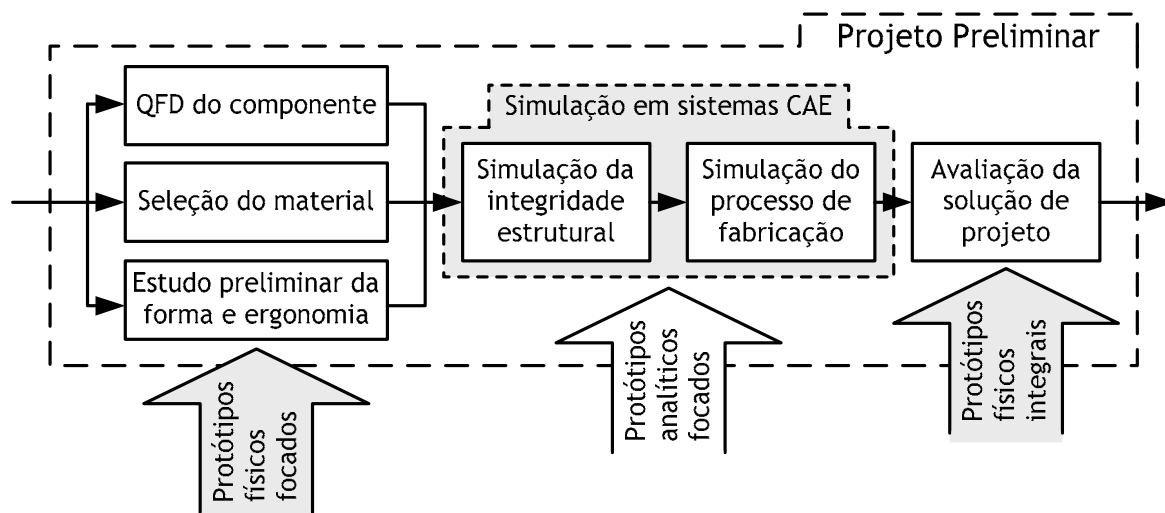 Projeto Preliminar
QFD do componente
Seleção do material
Estudo preliminar da
forma e ergonomia
Simulação em sistemas CAE
Simulação da
integridade
estrutural
Simulação do
processo de
fabricação
Avaliação da
solução de
projeto
Protótipos
físicos
focados
Protótipos
analíticos
focados
Protótipos
físicos
integrais